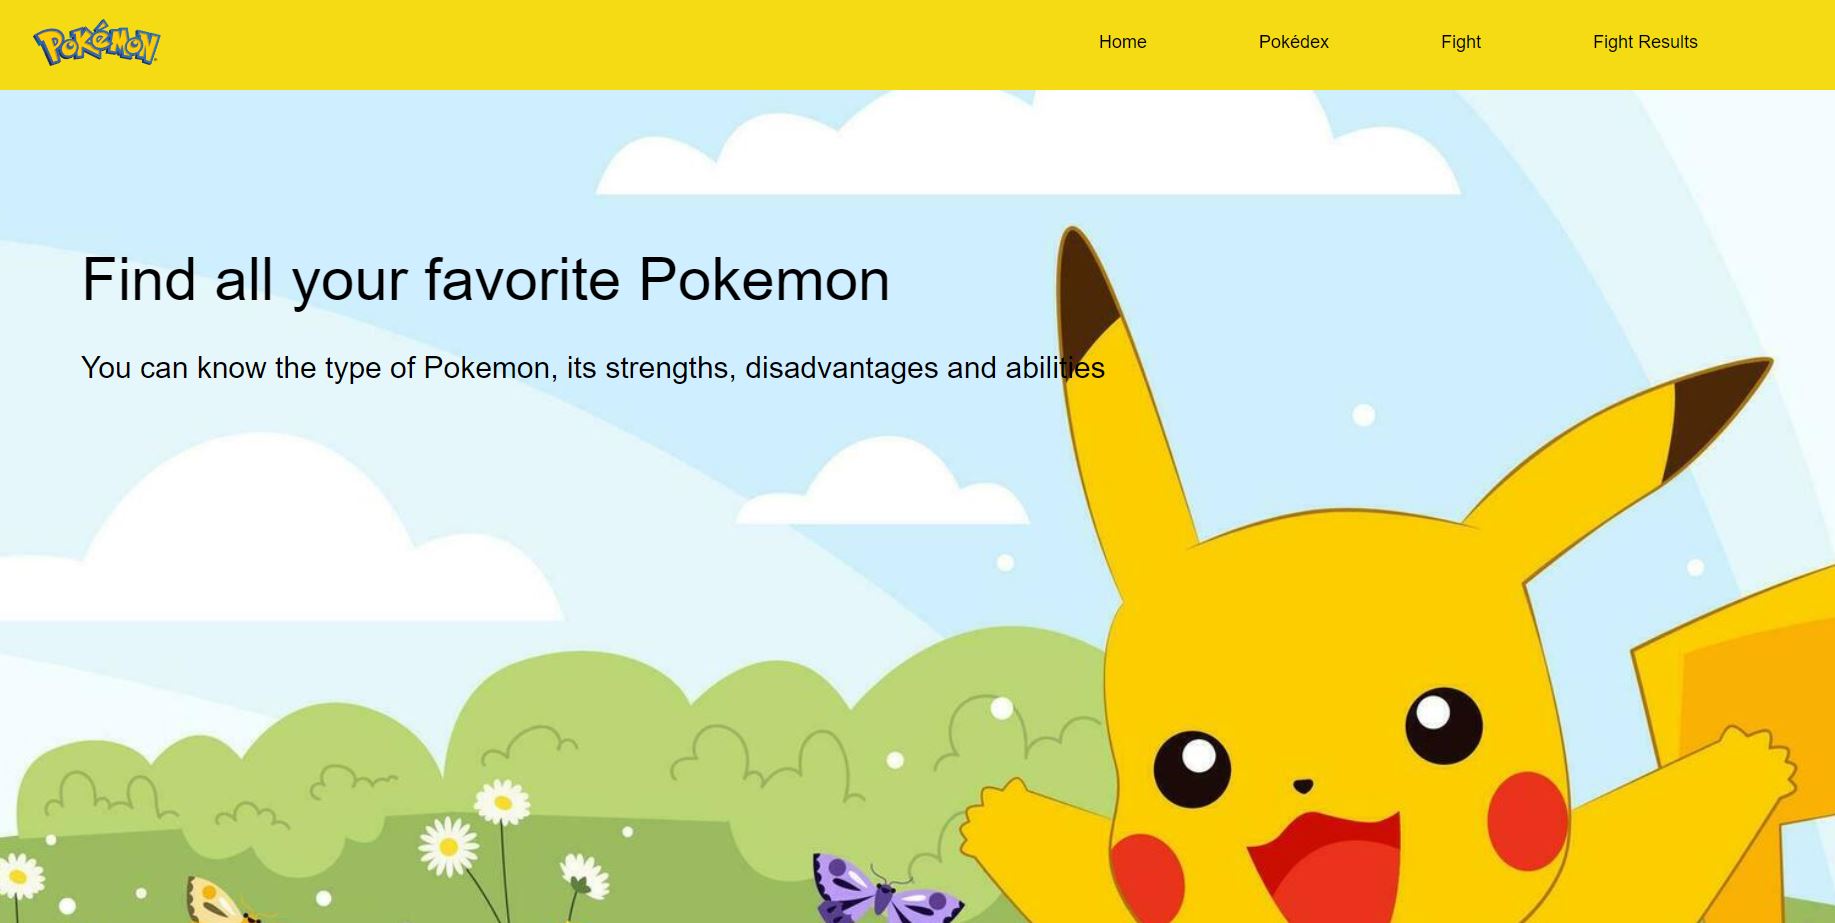 Pokémon
Home
Pokédex
Fight
Fight Results
Find all your favorite Pokemon
You can know the type of Pokemon, its strengths, disadvantages and abilities